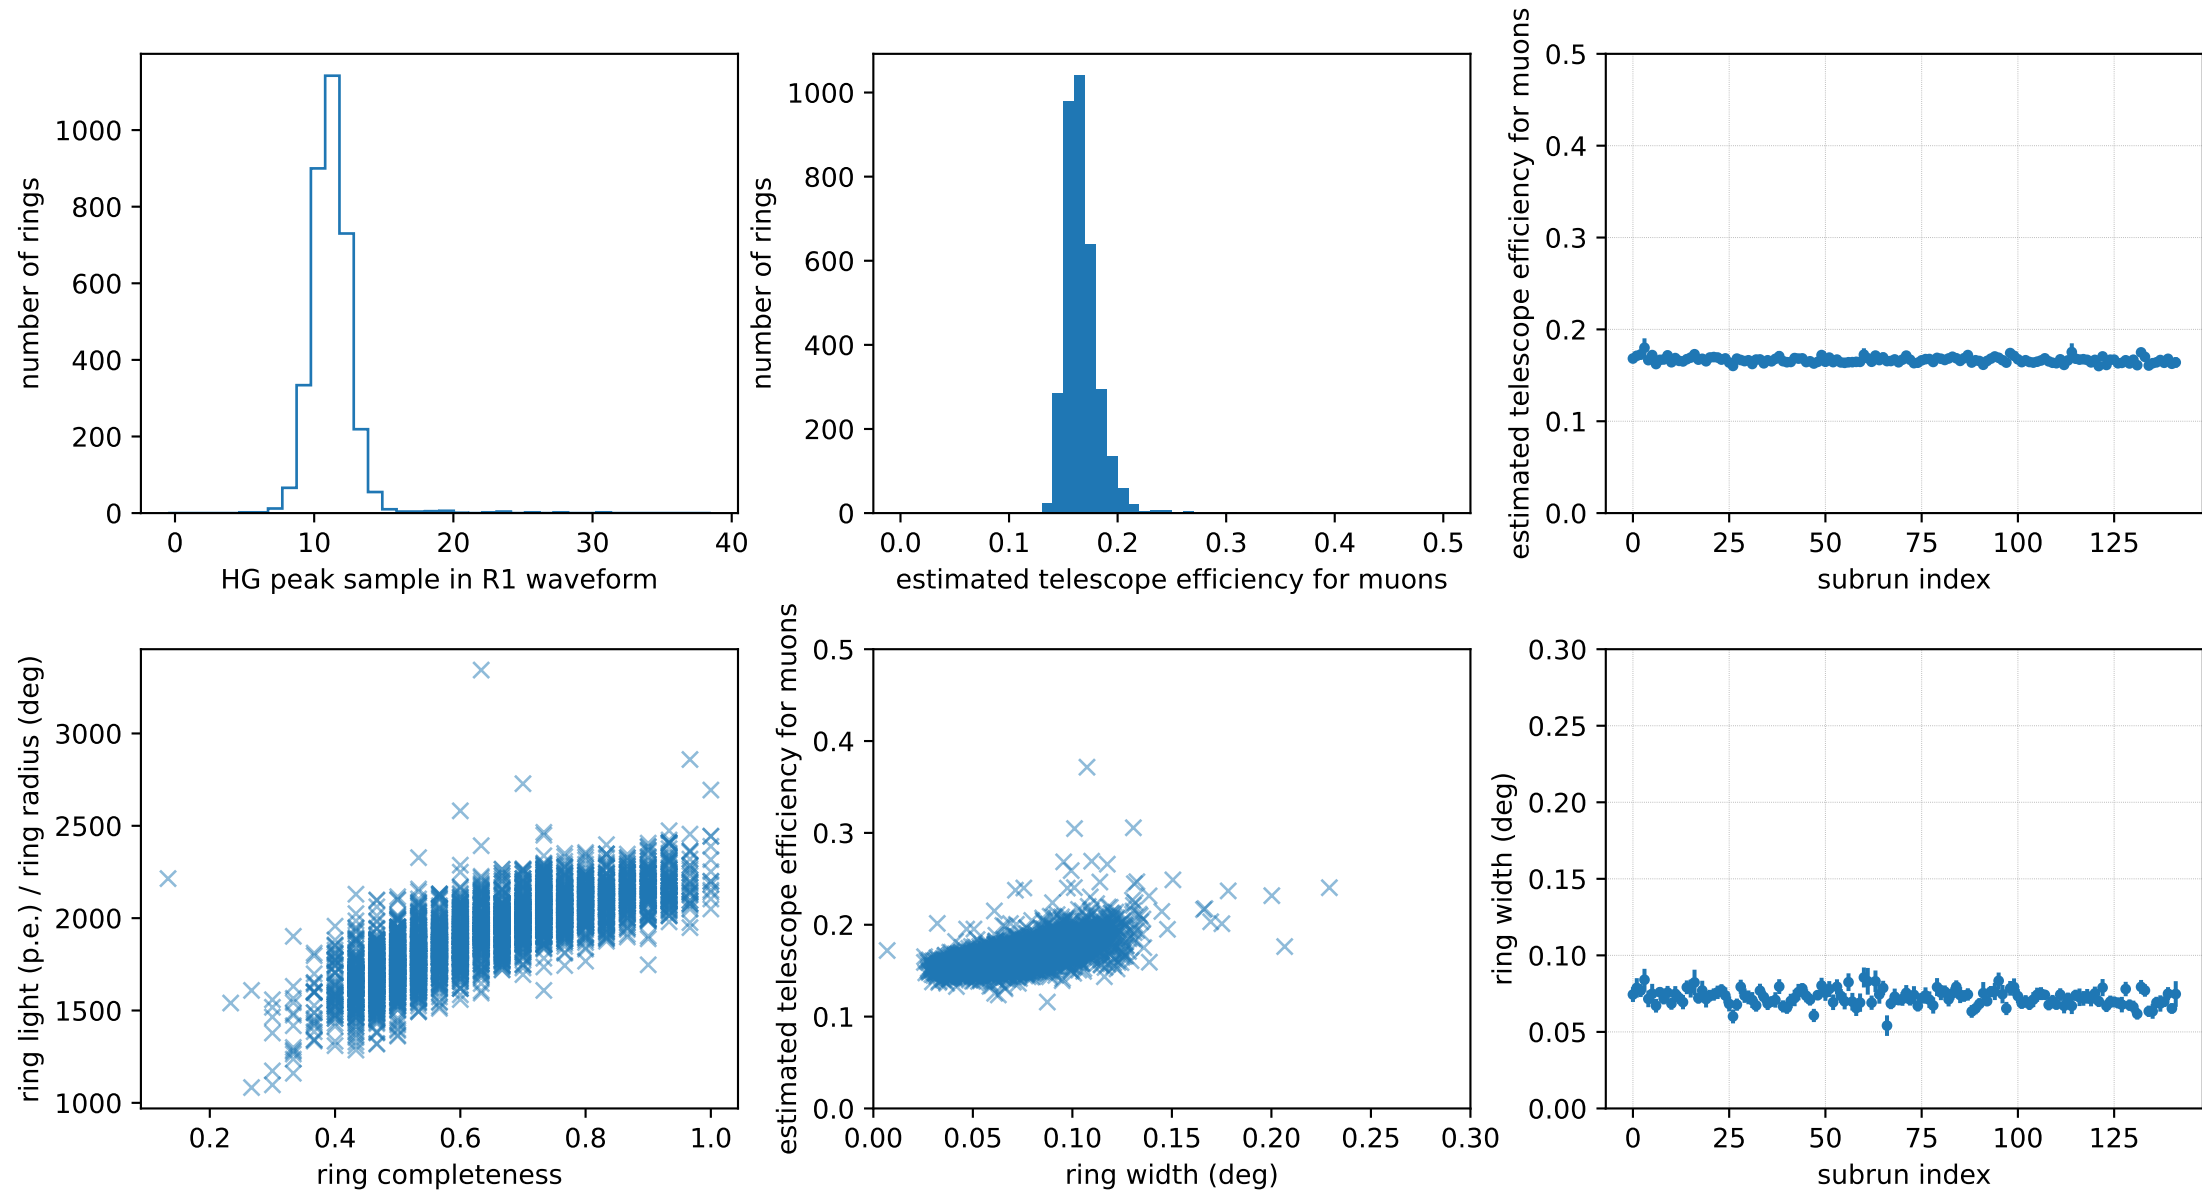 number of rings
1000
800
600
400
200
0
0 10 20 30 40
HG peak sample in R1 waveform
number of rings
1000
800
600
400
200
0
0.0 0.1 0.2 0.3 0.4 0.5
estimated telescope efficiency for muons
estimated telescope efficiency for muons
0.5
0.4
0.3
0.2
0.1
0.0
0 25 50 75 100 125
subrun index
ring light (p.e.) / ring radius (deg)
3000
2500
2000
1500
1000
0.2 0.4 0.6 0.8 1.0
ring completeness
estimated telescope efficiency for muons
0.5
0.4
0.3
0.2
0.1
0.0
0.00 0.05 0.10 0.15 0.20 0.25 0.30
ring width (deg)
ring width (deg)
0.30
0.25
0.20
0.15
0.10
0.05
0.00
0 25 50 75 100 125
subrun index